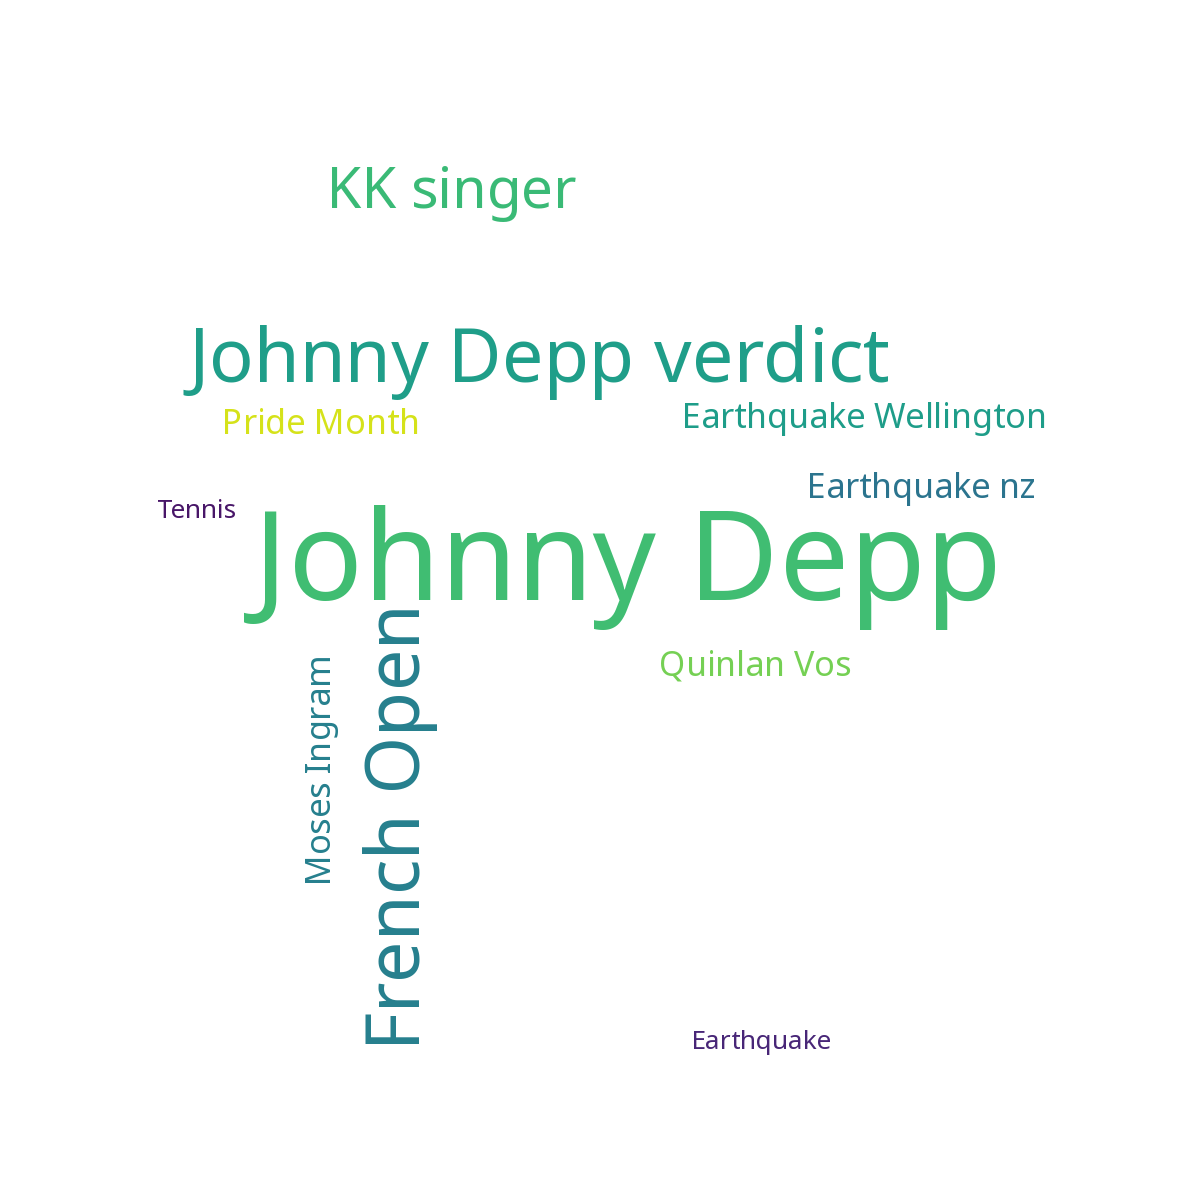 KK singer
Johnny Depp verdict
Pride Month
Earthquake Wellington
Earthquake nz
Tennis
Johnny Depp
Quinlan Vos
Moses Ingram
French Open
Earthquake